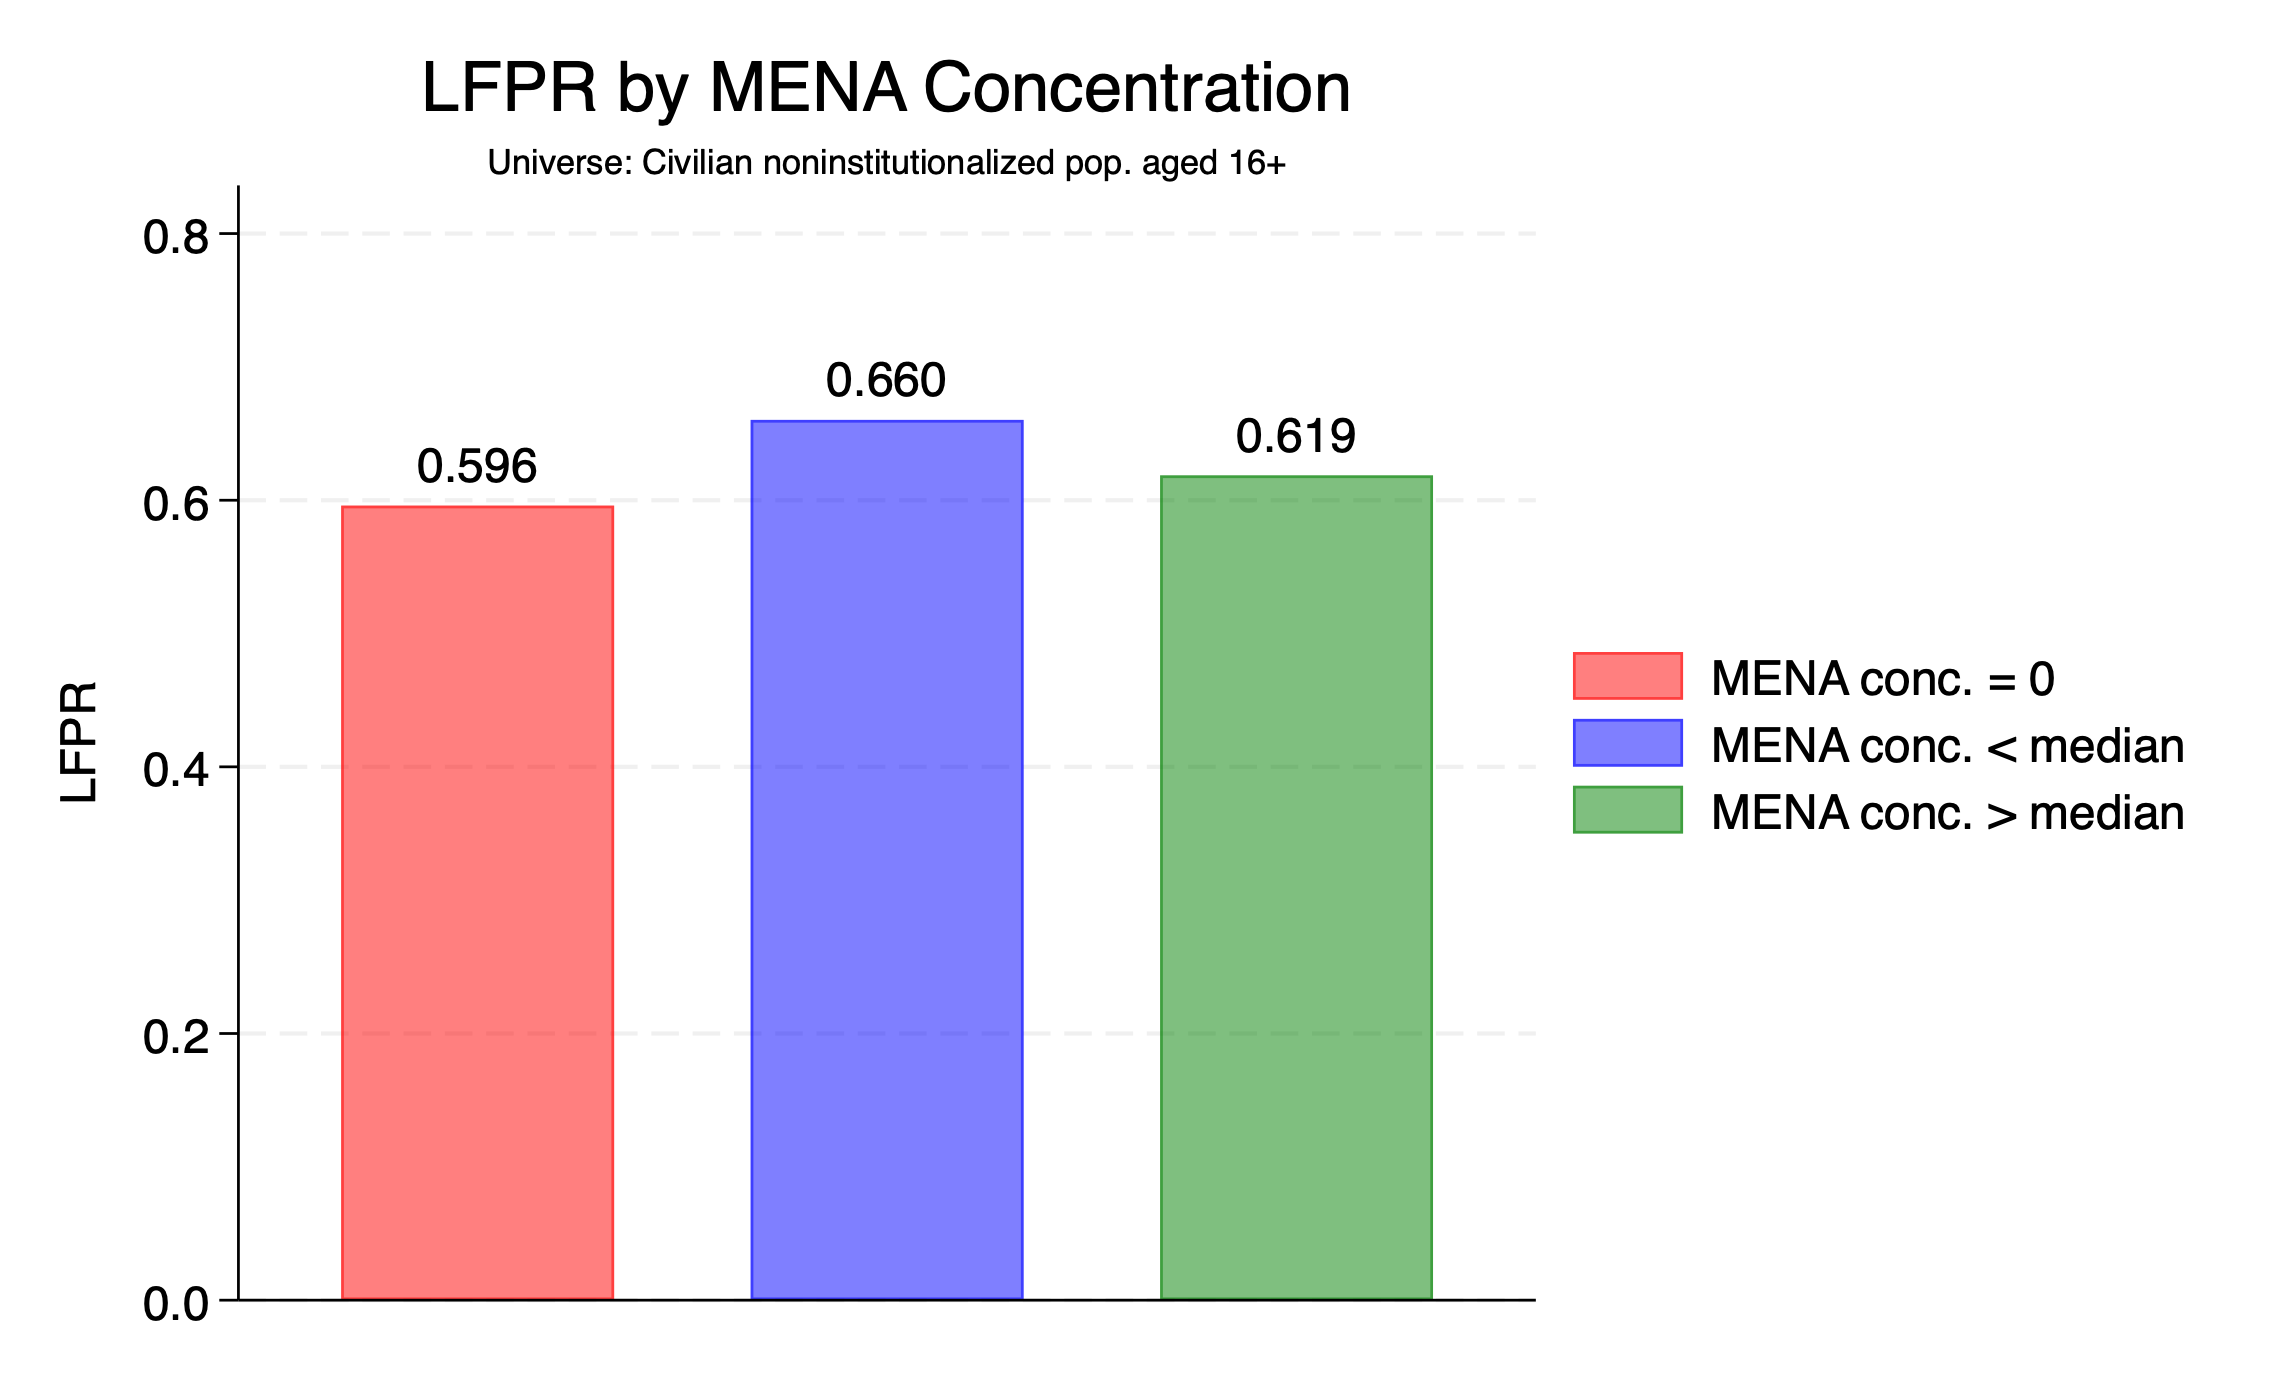 LFPR by MENA Concentration
Universe: Civilian noninstitutionalized pop. aged 16+
LFPR
0.8
0.6
0.4
0.2
0.0
0.596
0.660
0.619
MENA conc. = 0
MENA conc. < median
MENA conc. > median